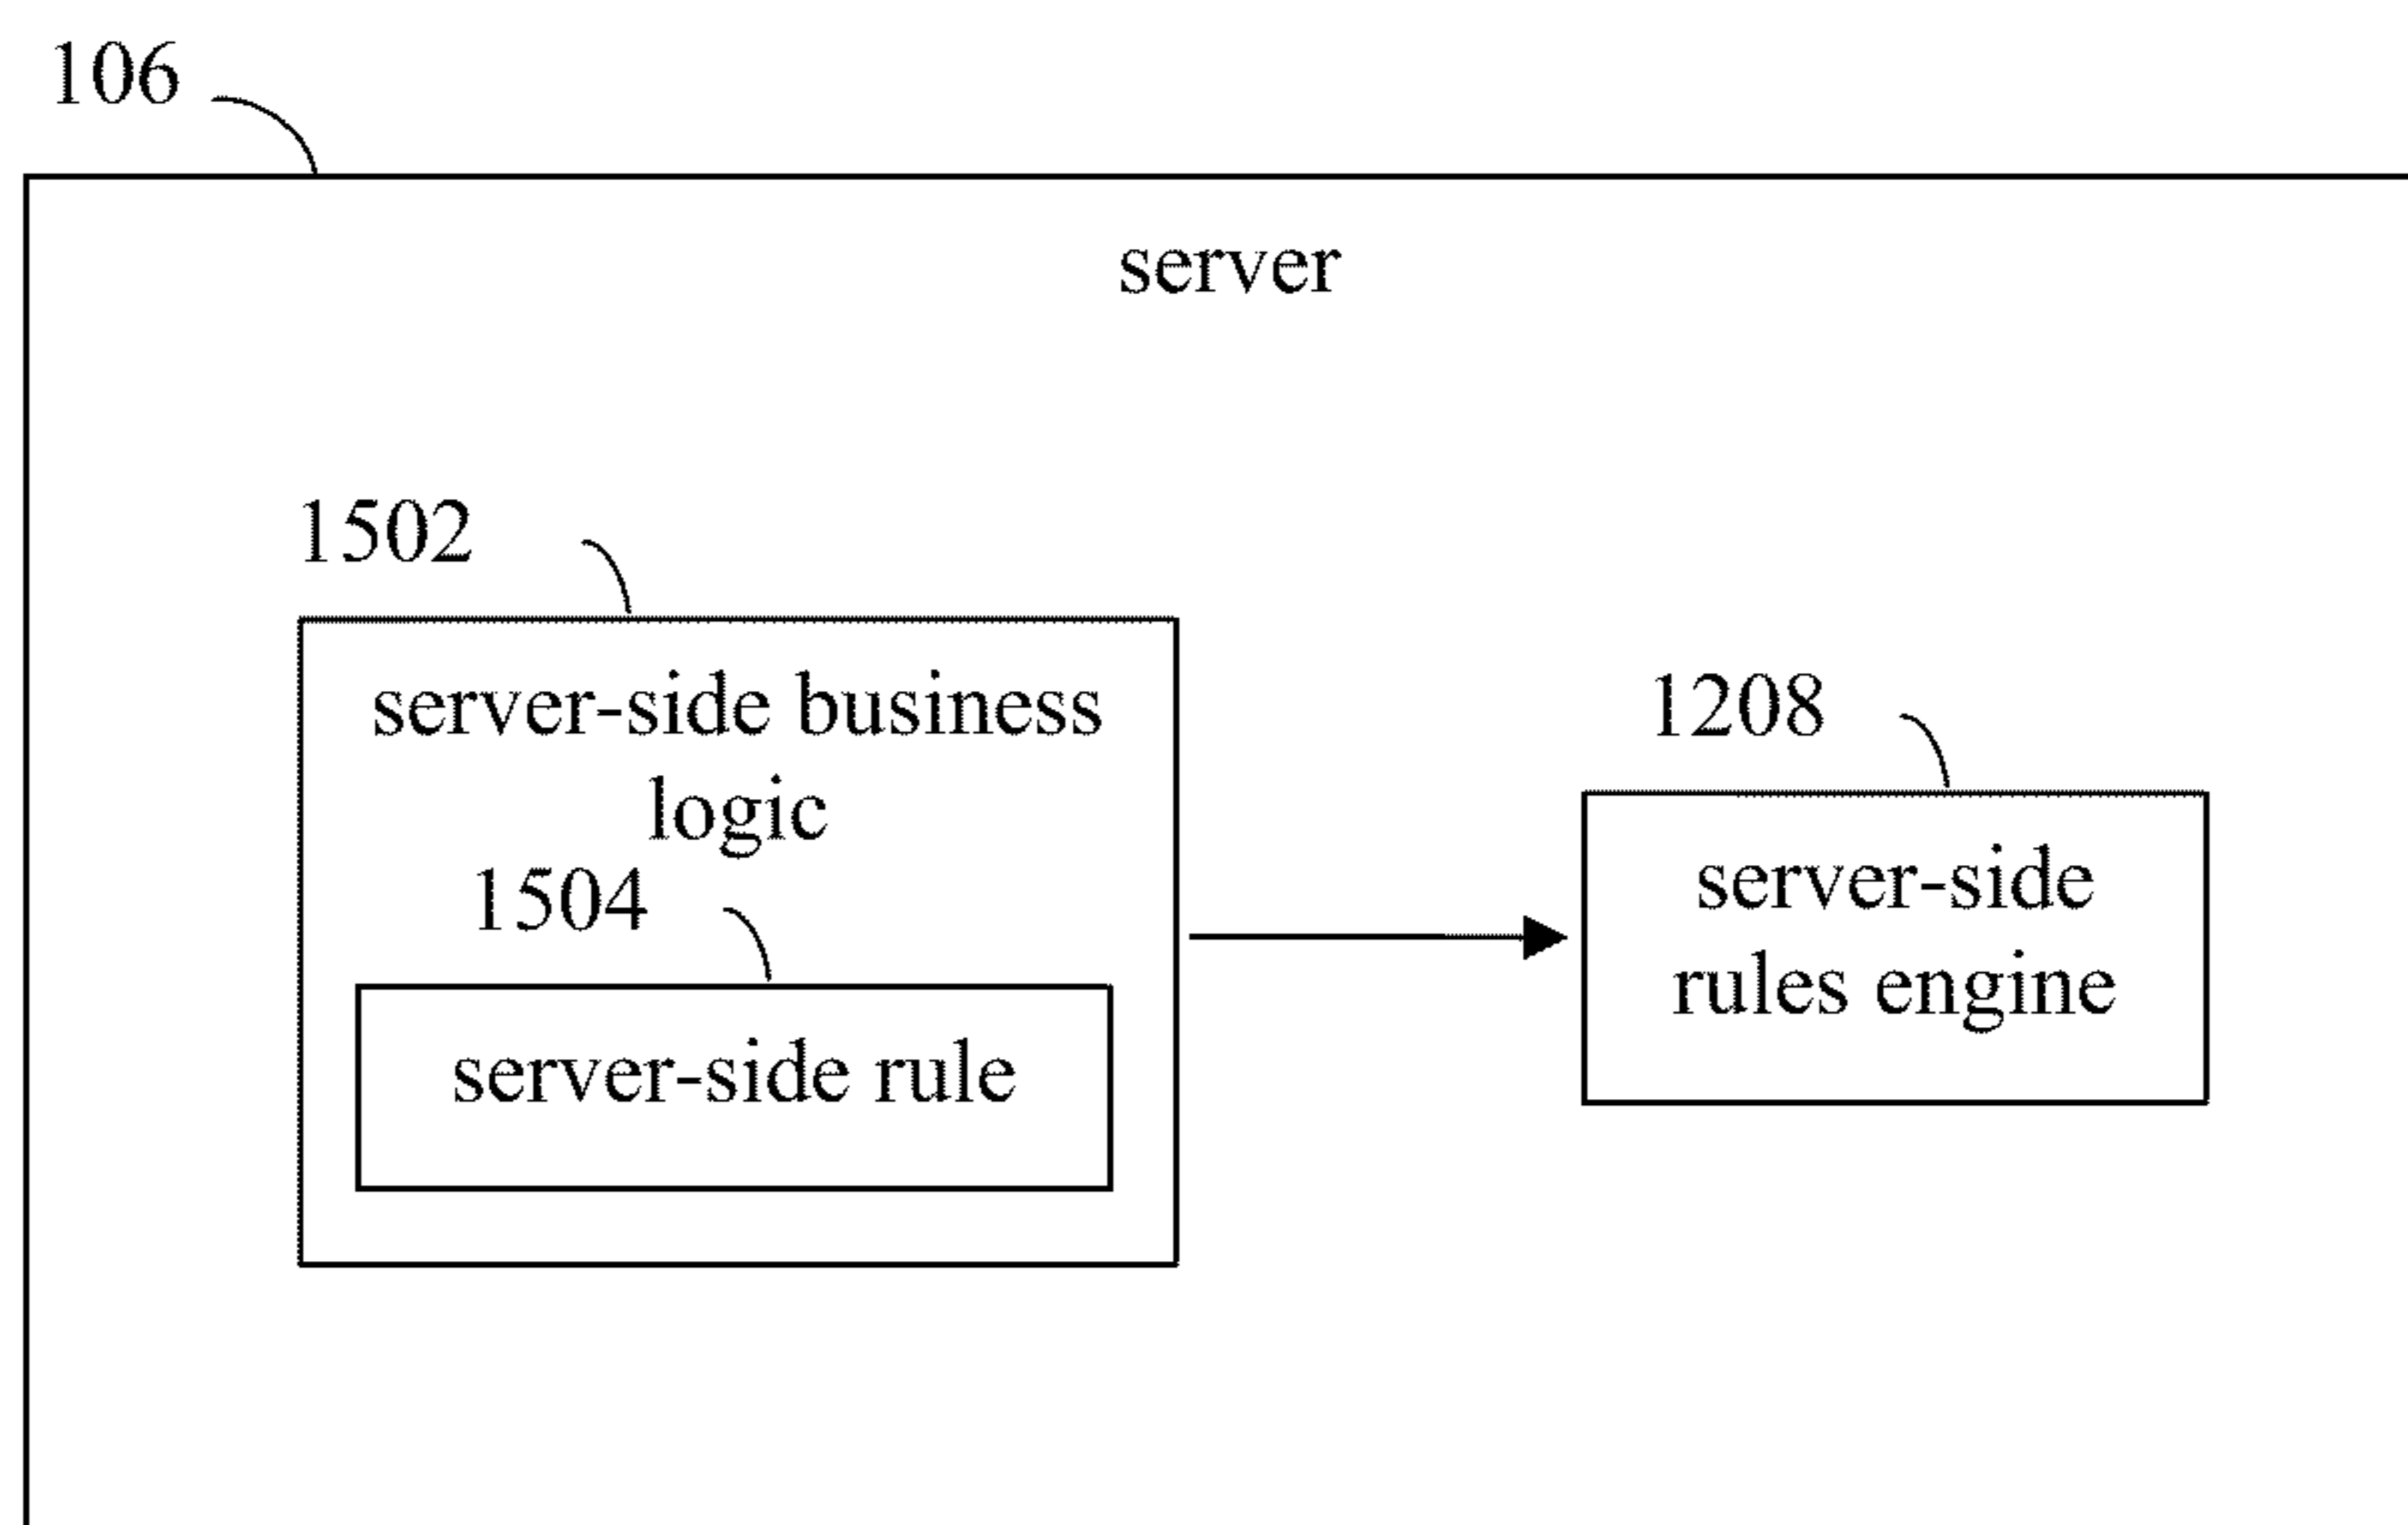 106
server
1502
server-side business
logic
1504
server-side rule
1208
server-side
rules engine